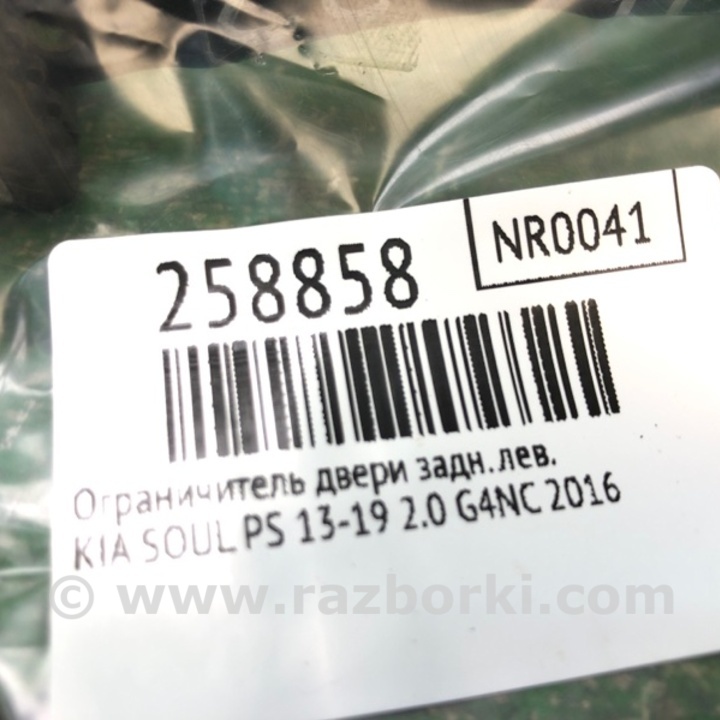 NR0041
258858
Ограничитель двери задн.лев.
KIA SOUL PS 13-19 2.0 G4NC 2016
© www.razborki.com